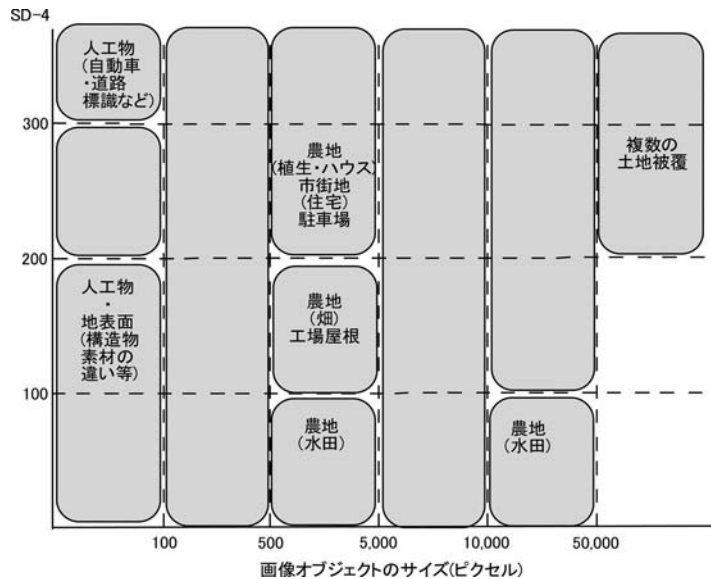 SD-4
人工物
(自動車
・道路
標識など)
300
農地
(植生・ハウス)
市街地
(住宅)
駐車場
複数の
土地被覆
200
人工物
・
地表面
(構造物
素材の
違い等)
農地
(畑)
工場屋根
100
農地
(水田)
農地
(水田)
100
500
5,000
10,000
50,000
画像オブジェクトのサイズ(ピクセル)